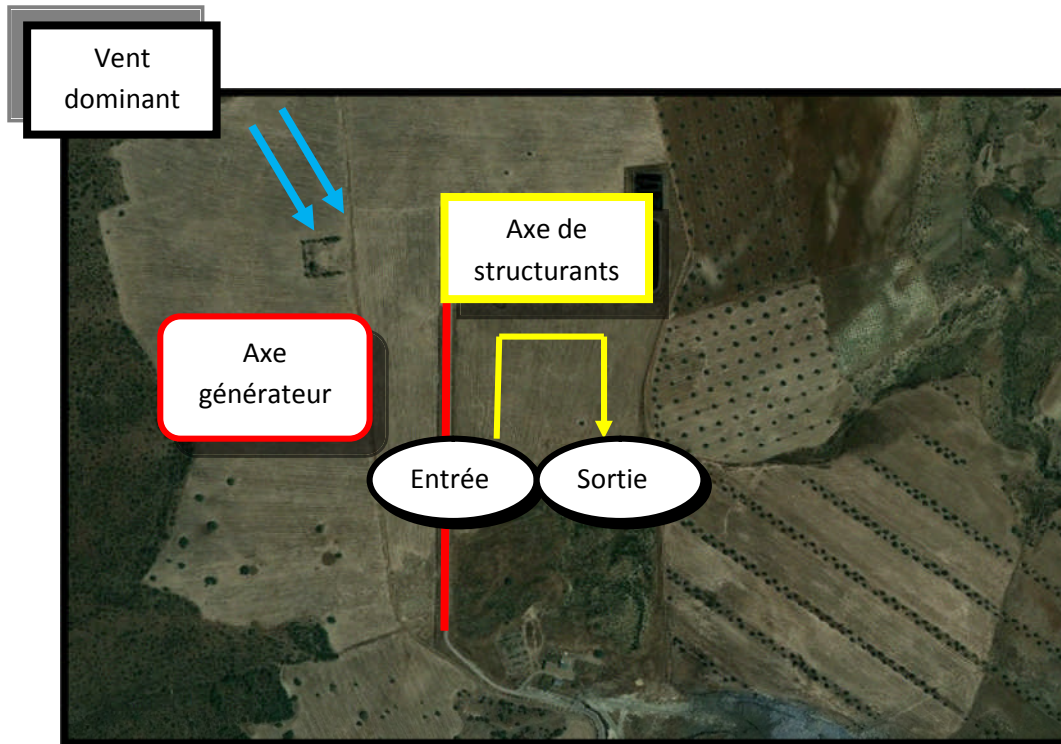 Vent
dominant
Axe de
structurants
Axe
générateur
Entrée
Sortie